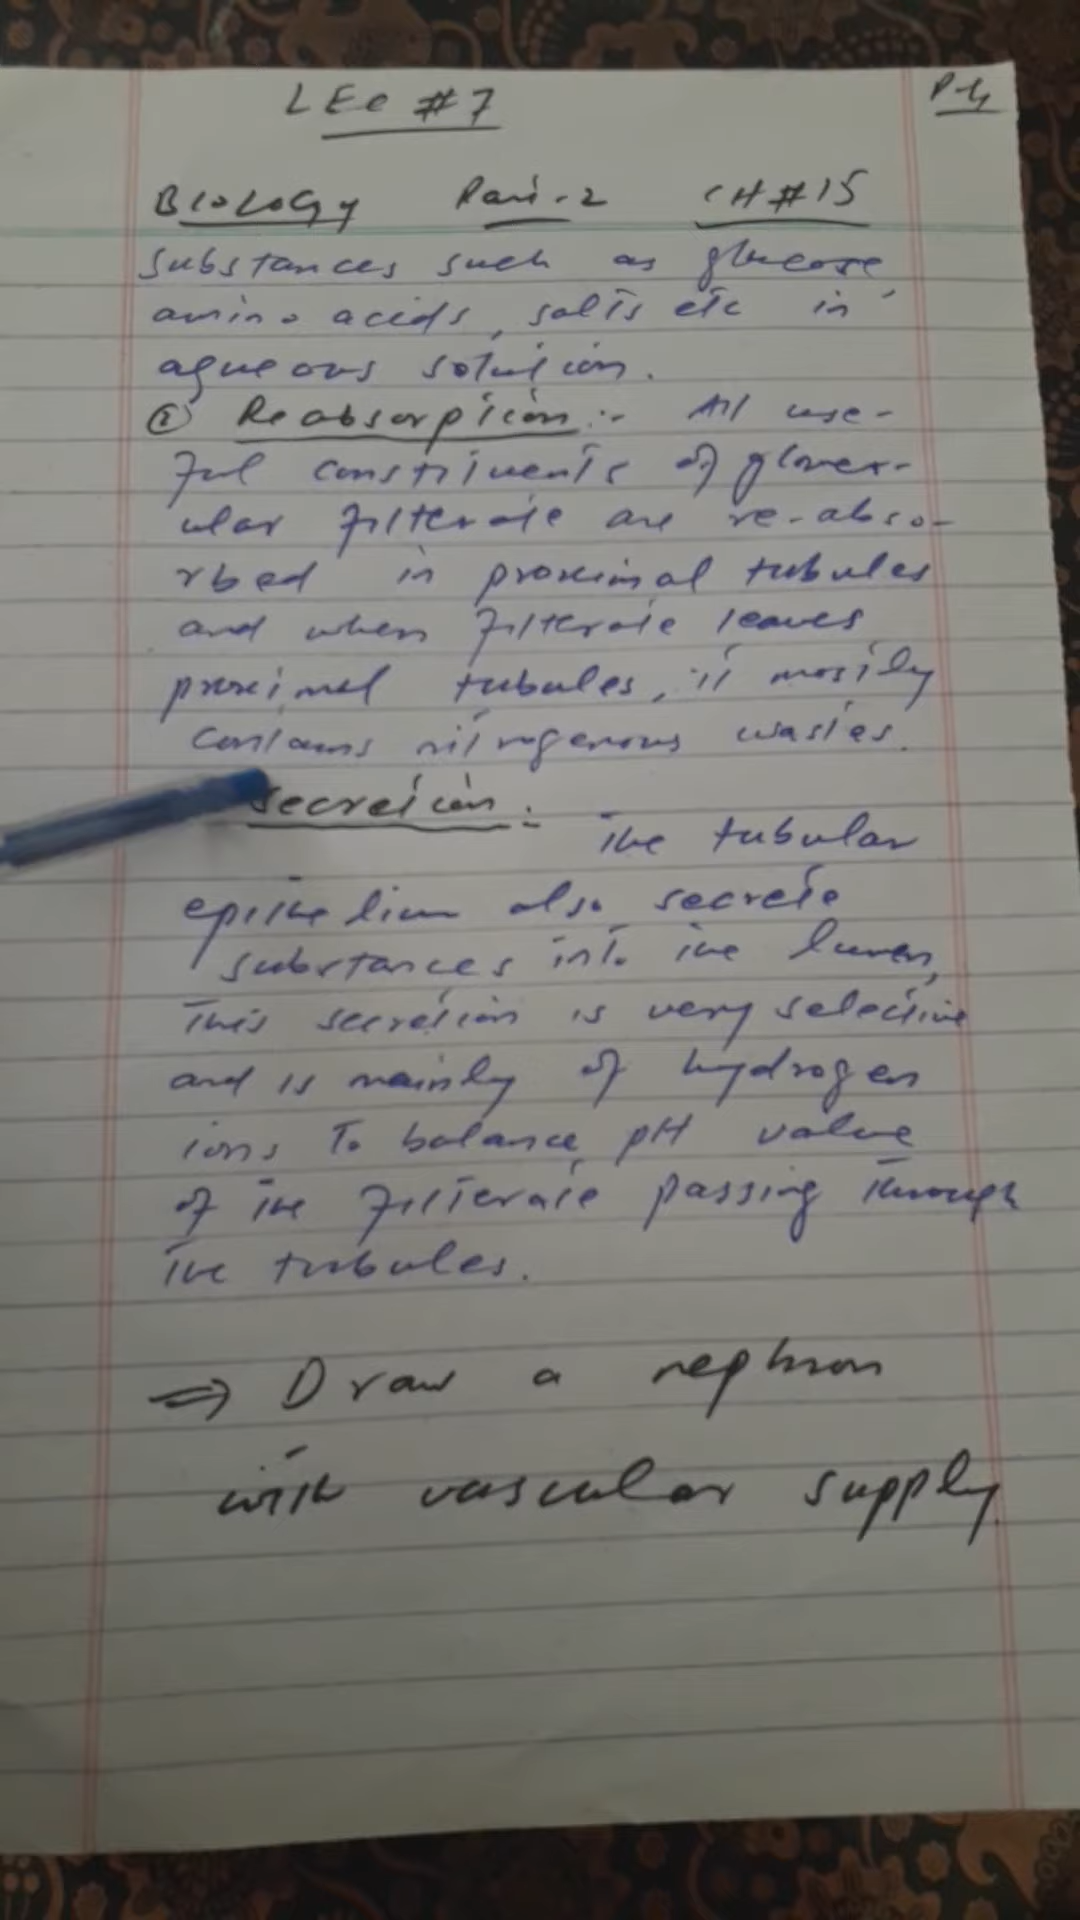 LEC #7
P-4
BIOLOGY Part-2 CH#15
substances such as glucose
amino acids, salts etc in
aqueous solution.
② Reabsorption:- All use-
ful constituents of glomer-
ular filterate are re-abso-
rbed in proximal tubules
and when filterate leaves
proximal tubules, it mostly
contains nitrogenous wastes.
Secretion:
The tubular
epithelium also secrete
substances into the lumen,
This secretion is very selective
and is mainly of hydrogen
ions To balance pH value
of the filterate passing through
the tubules.
⇒ Draw a nephron
with vascular supply.